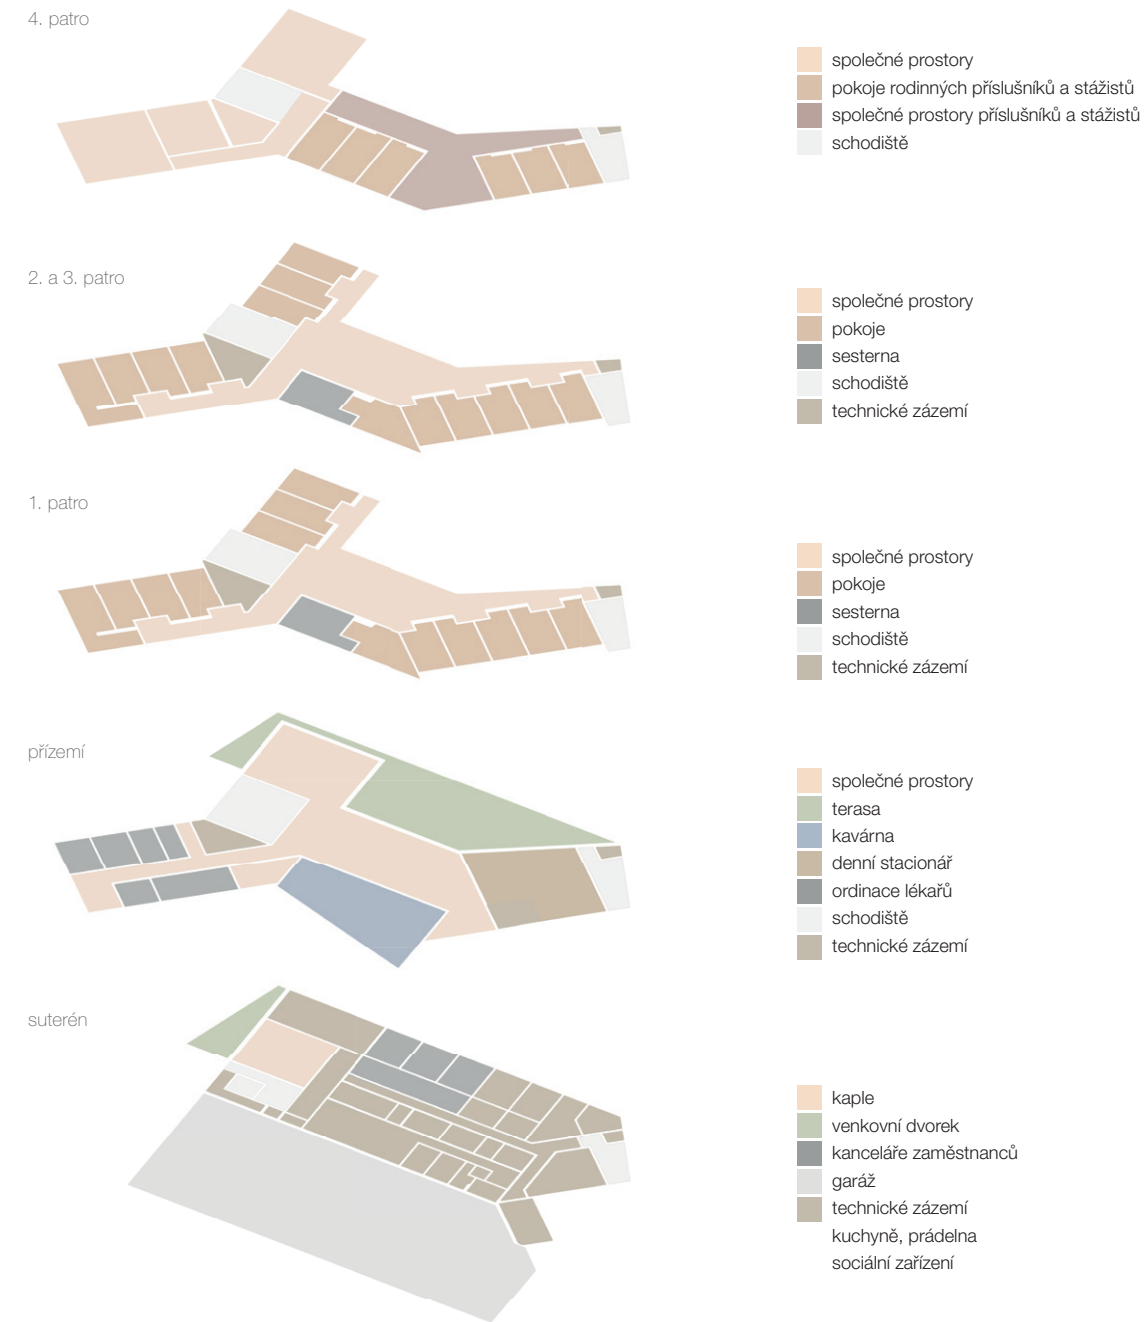 4. patro
společné prostory
pokoje rodinných příslušníků a stážistů
společné prostory příslušníků a stážistů
schodiště
2. a 3. patro
společné prostory
pokoje
sesterna
schodiště
technické zázemí
1. patro
společné prostory
pokoje
sesterna
schodiště
technické zázemí
přízemí
společné prostory
terasa
kavárna
denní stacionář
ordinace lékařů
schodiště
technické zázemí
suterén
kaple
venkovní dvorek
kanceláře zaměstnanců
garáž
technické zázemí
kuchyně, prádelna
sociální zařízení